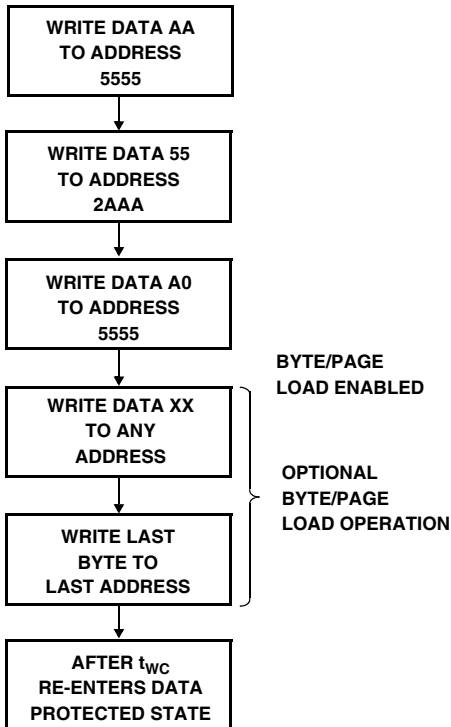 WRITE DATA AA
TO ADDRESS
5555
WRITE DATA 55
TO ADDRESS
2AAA
WRITE DATA A0
TO ADDRESS
5555
BYTE/PAGE
LOAD ENABLED
WRITE DATA XX
TO ANY
ADDRESS
OPTIONAL
BYTE/PAGE
LOAD OPERATION
WRITE LAST
BYTE TO
LAST ADDRESS
AFTER tWC
RE-ENTERS DATA
PROTECTED STATE